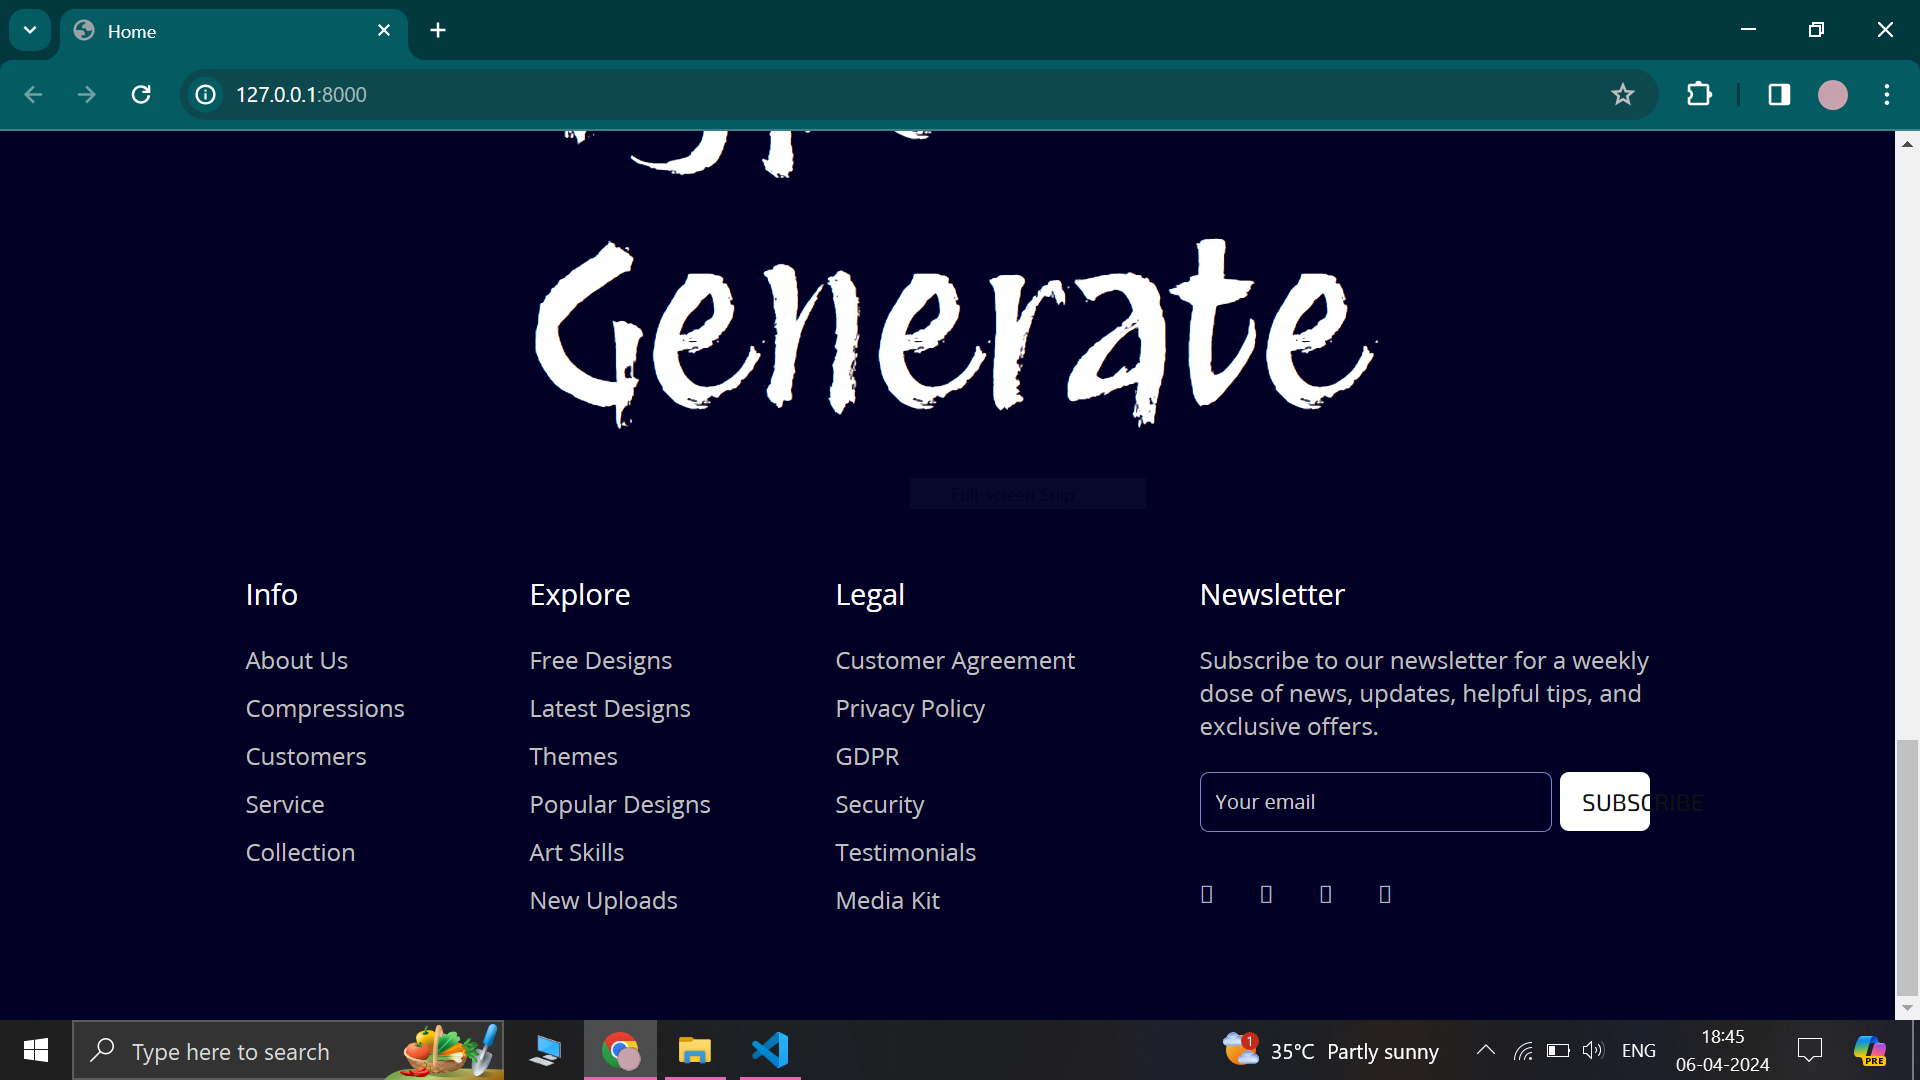 Home
127.0.0.1:8000
Generate
Full-screen Snip
Info
About Us
Compressions
Customers
Service
Collection
Explore
Free Designs
Latest Designs
Themes
Popular Designs
Art Skills
New Uploads
Legal
Customer Agreement
Privacy Policy
GDPR
Security
Testimonials
Media Kit
Newsletter
Subscribe to our newsletter for a weekly
dose of news, updates, helpful tips, and
exclusive offers.
Your email
SUBSCRIBE
Type here to search
1
35°C Partly sunny
ENG
18:45
06-04-2024
PRE